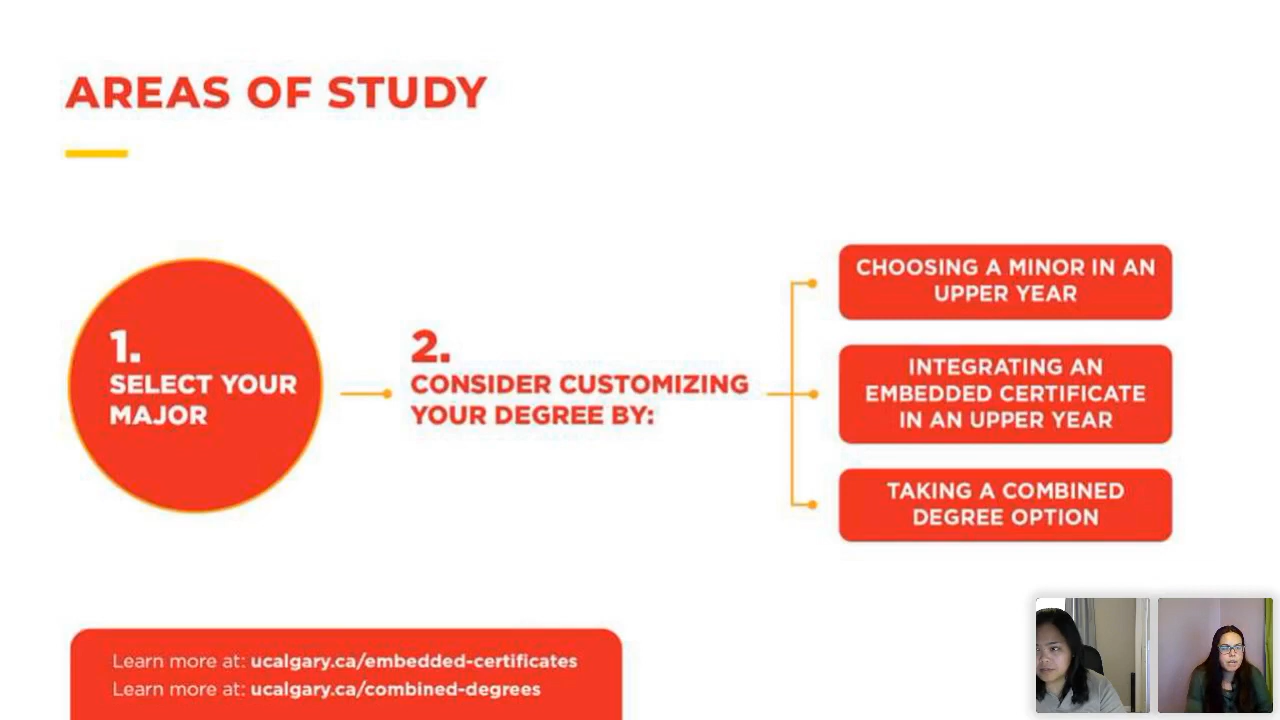 AREAS OF STUDY
1.
SELECT YOUR
MAJOR
2.
CONSIDER CUSTOMIZING
YOUR DEGREE BY:
CHOOSING A MINOR IN AN
UPPER YEAR
INTEGRATING AN
EMBEDDED CERTIFICATE
IN AN UPPER YEAR
TAKING A COMBINED
DEGREE OPTION
Learn more at: ucalgary.ca/embedded-certificates
Learn more at: ucalgary.ca/combined-degrees